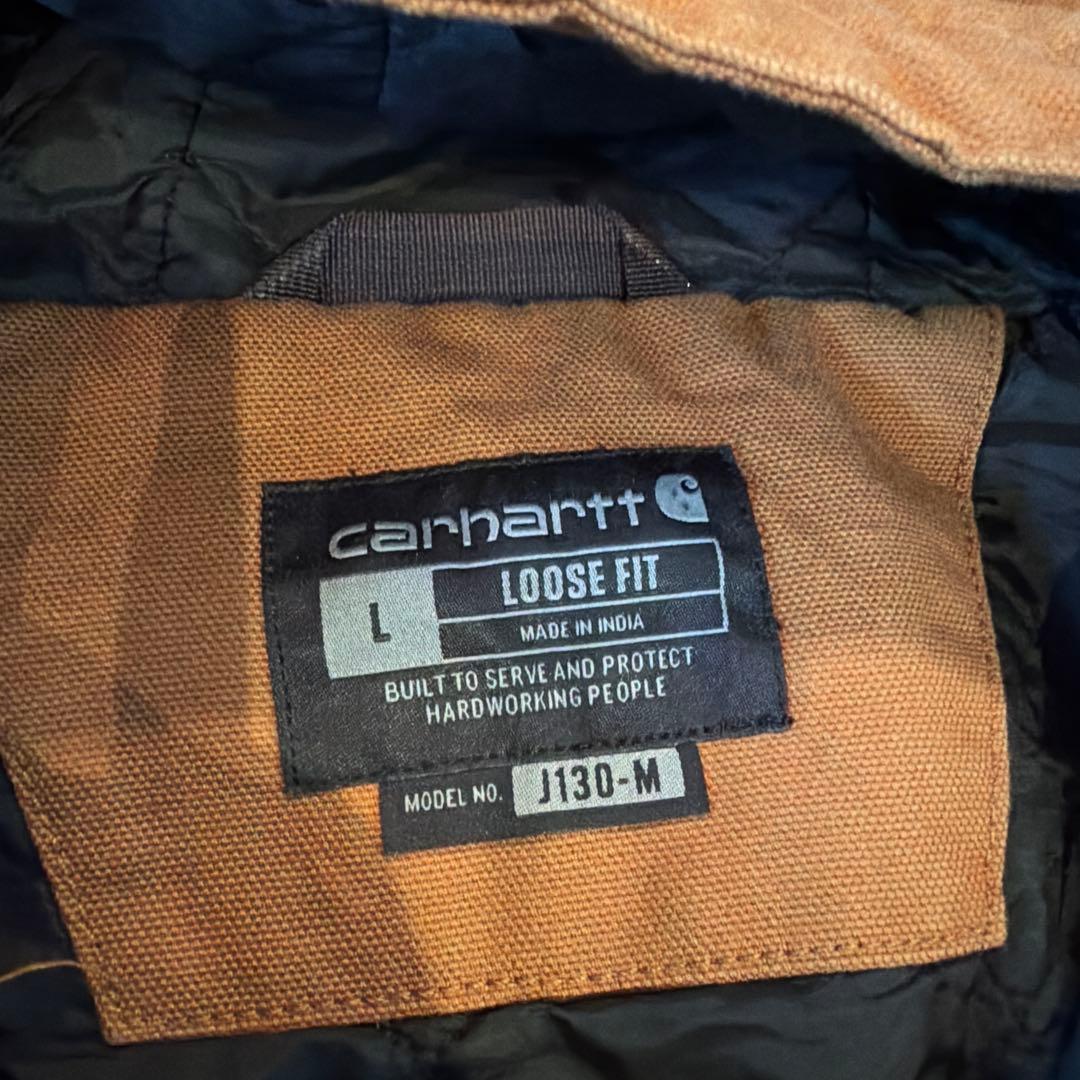 carhartt
L
LOOSE FIT
MADE IN INDIA
BUILT TO SERVE AND PROTECT
HARDWORKING PEOPLE
MODEL NO. J130-M